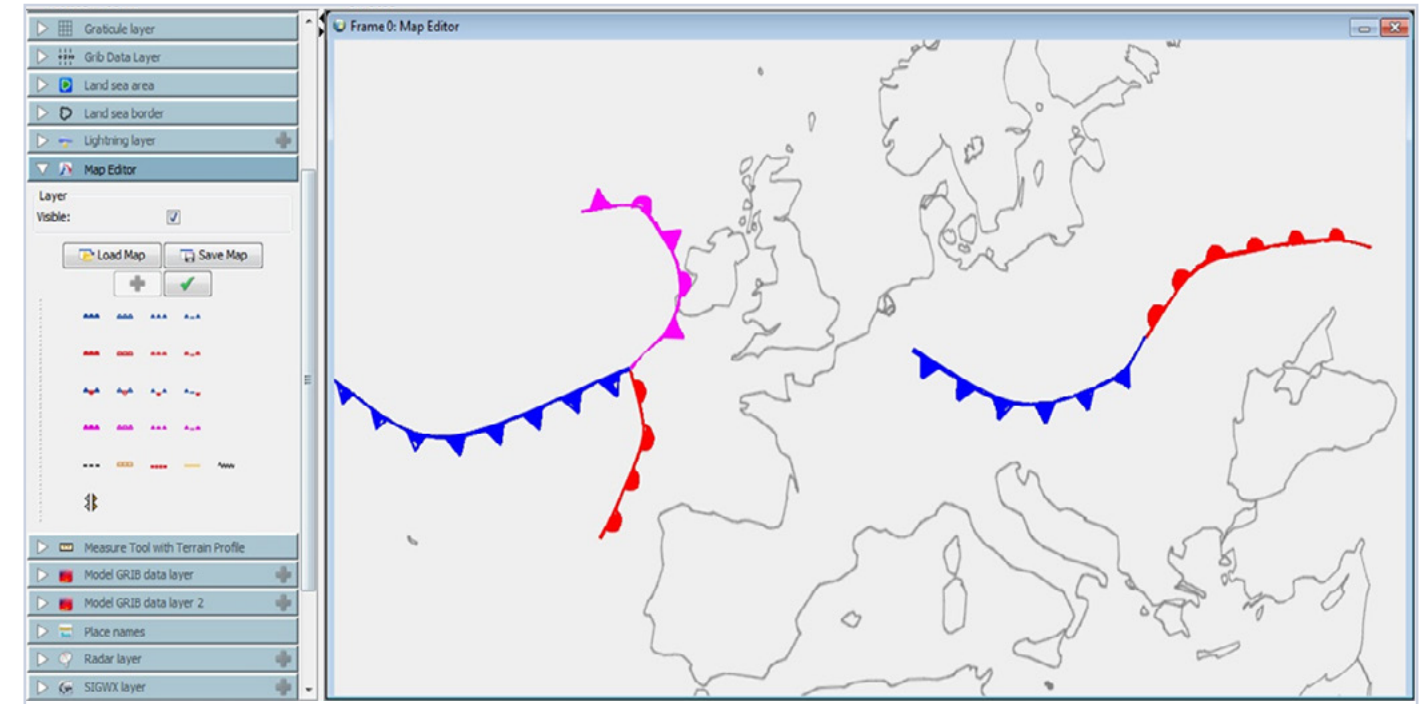 Graticule layer
Grib Data Layer
Land sea area
Land sea border
Lightning layer
Map Editor
Layer
Visible:
Load Map Save Map
Measure Tool with Terrain Profile
Model GRIB data layer
Model GRIB data layer 2
Place names
Radar layer
SIGWX layer
Frame 0: Map Editor